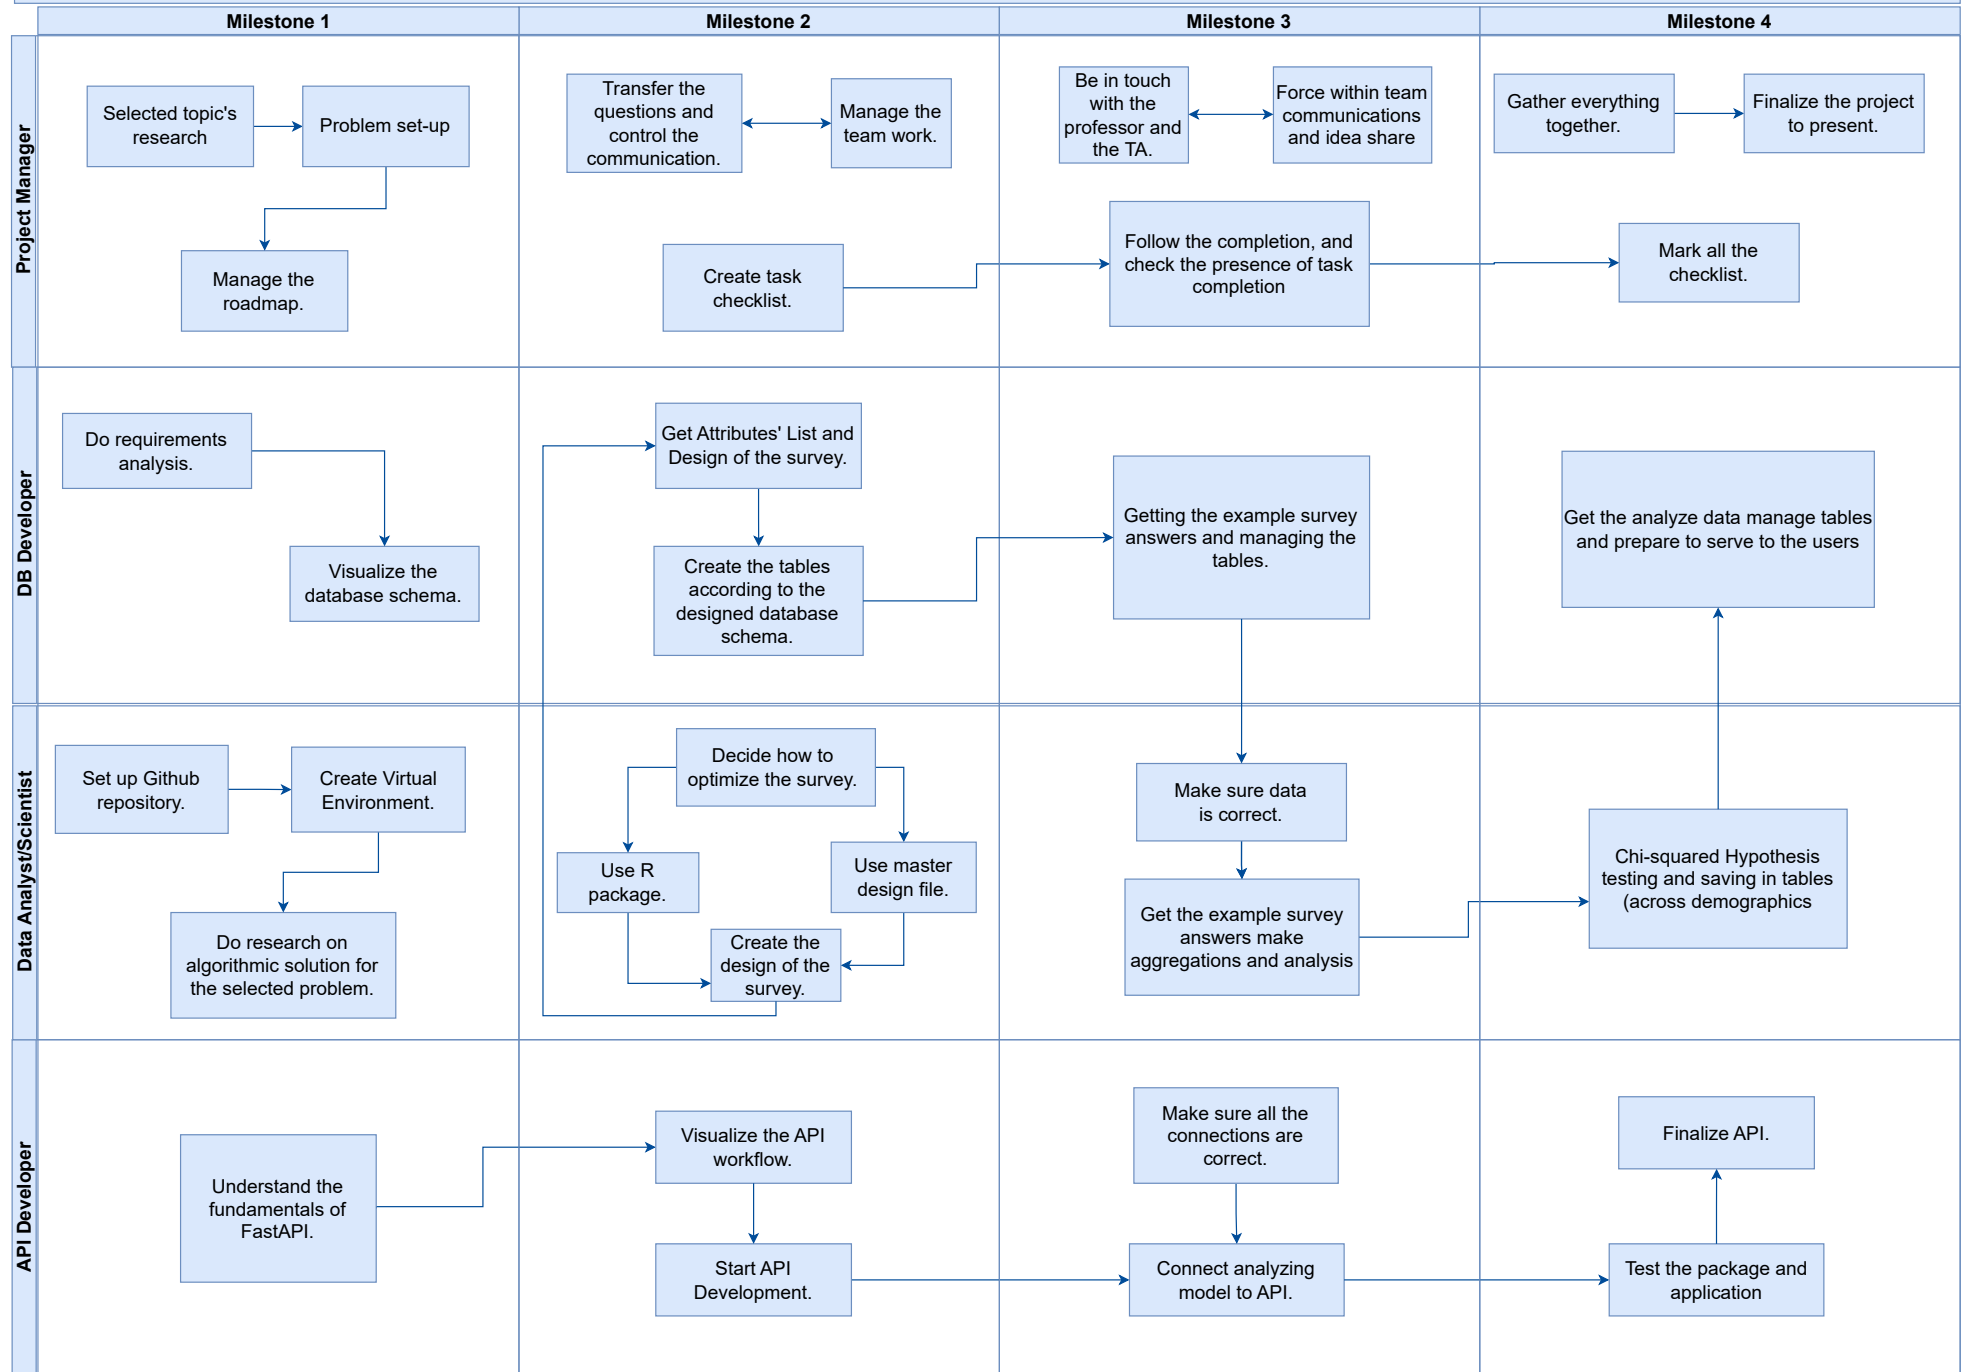 Milestone 1
Milestone 2
Milestone 3
Milestone 4
Project Manager
Selected topic's
research
Problem set-up
Manage the
roadmap.
Transfer the
questions and
control the
communication.
Manage the
team work.
Create task
checklist.
Be in touch
with the
professor and
the TA.
Force within team
communications
and idea share
Follow the completion, and
check the presence of task
completion
Gather everything
together.
Finalize the project
to present.
Mark all the
checklist.
DB Developer
Do requirements
analysis.
Visualize the
database schema.
Get Attributes' List and
Design of the survey.
Create the tables
according to the
designed database
schema.
Getting the example survey
answers and managing the
tables.
Get the analyze data manage tables
and prepare to serve to the users
Data Analyst/Scientist
Set up Github
repository.
Create Virtual
Environment.
Do research on
algorithmic solution for
the selected problem.
Decide how to
optimize the survey.
Use R
package.
Use master
design file.
Create the
design of the
survey.
Make sure data
is correct.
Get the example survey
answers make
aggregations and analysis
Chi-squared Hypothesis
testing and saving in tables
(across demographics
API Developer
Understand the
fundamentals of
FastAPI.
Visualize the API
workflow.
Start API
Development.
Make sure all the
connections are
correct.
Connect analyzing
model to API.
Finalize API.
Test the package and
application